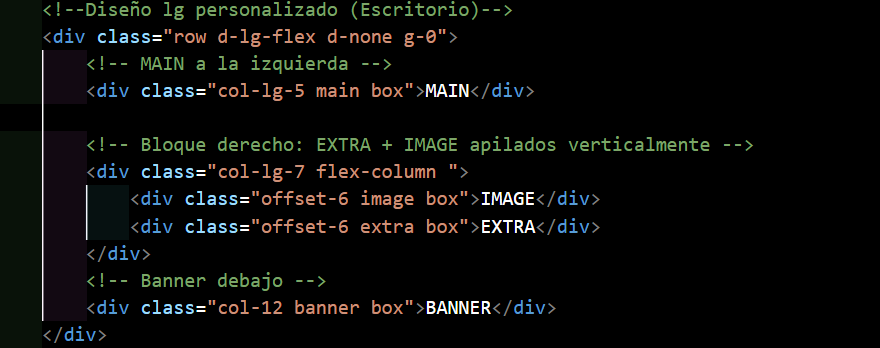 <!--Diseño lg personalizado (Escritorio)-->
<div class="row d-lg-flex d-none g-0">
<!-- MAIN a la izquierda -->
<div class="col-lg-5 main box">MAIN</div>
<!-- Bloque derecho: EXTRA + IMAGE apilados verticalmente -->
<div class="col-lg-7 flex-column ">
<div class="offset-6 image box">IMAGE</div>
<div class="offset-6 extra box">EXTRA</div>
</div>
<!-- Banner debajo -->
<div class="col-12 banner box">BANNER</div>
</div>